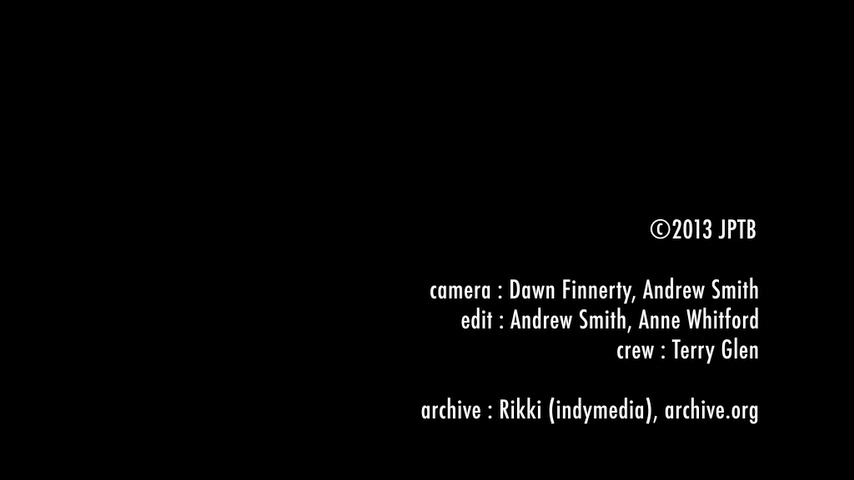 ©2013 JPTB
camera : Dawn Finnerty, Andrew Smith
edit : Andrew Smith, Anne Whitford
crew : Terry Glen
archive : Rikki (indymedia), archive.org